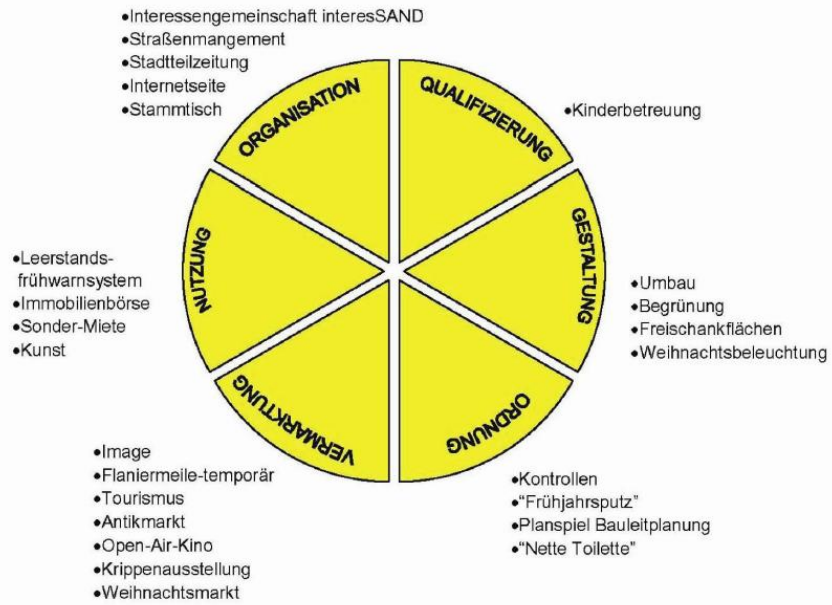 •Interessengemeinschaft interesSAND
•Straßenmangement
•Stadtteilzeitung
•Internetseite
•Stammtisch
ORGANISATION
QUALIFIZIERUNG
•Kinderbetreuung
GESTALTUNG
•Umbau
•Begrünung
•Freischankflächen
•Weihnachtsbeleuchtung
ORDNUNG
•Kontrollen
•“Frühjahrsputz”
•Planspiel Bauleitplanung
•“Nette Toilette”
VERMARKTUNG
•Image
•Flaniermeile-temporär
•Tourismus
•Antikmarkt
•Open-Air-Kino
•Krippenausstellung
•Weihnachtsmarkt
NUTZUNG
•Leerstands-
frühwarnsystem
•Immobilienbörse
•Sonder-Miete
•Kunst